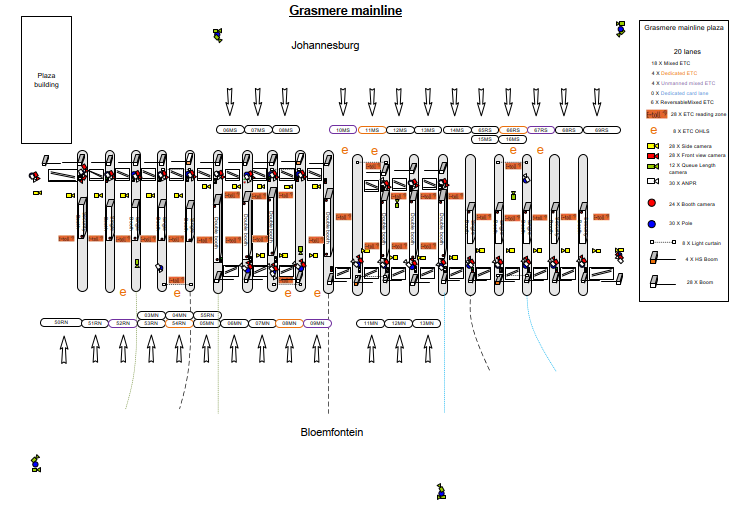 Grasmere mainline
Johannesburg
Plaza
building
06MS 07MS 08MS 10MS 11MS 12MS 13MS 14MS 65RS 66RS 67RS 68RS 69RS
15MS 16MS
e e e e
Grasmere mainline plaza
20 lanes
18 X Mixed ETC
4 X Dedicated ETC
4 X Unmanned mixed ETC
0 X Dedicated card lane
6 X ReversableMixed ETC
28 X ETC reading zone
e 8 X ETC OHLS
28 X Side camera
28 X Front view camera
12 X Queue Length
camera
30 X ANPR
24 X Booth camera
30 X Pole
8 X Light curtain
4 X HS Boom
28 X Boom
e e e e
03MN 04MN 55RN
50RN 51RN 52RN 53RN 54RN 05MN 06MN 07MN 08MN 09MN 11MN 12MN 13MN
Bloemfontein